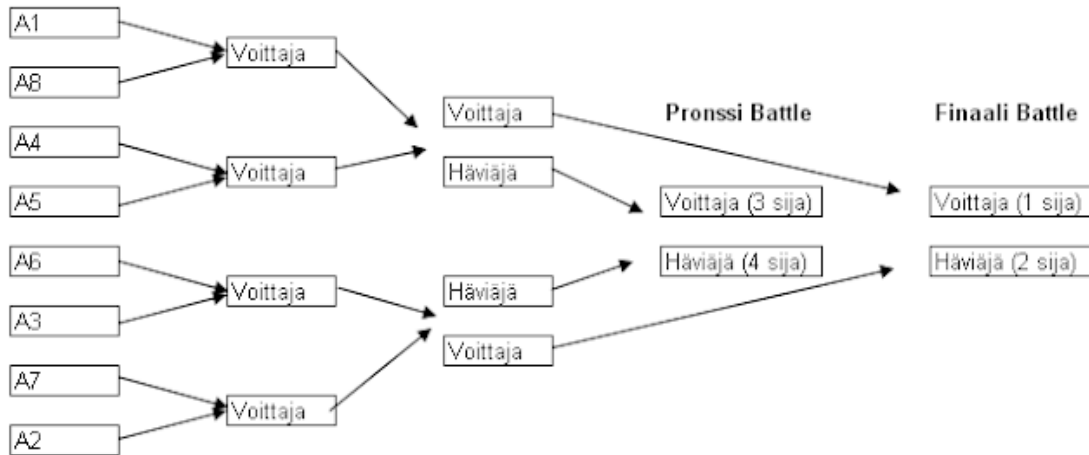 A1
A8
A4
A5
A6
A3
A7
A2
Voittaja
Voittaja
Voittaja
Voittaja
Voittaja
Häviäjä
Häviäjä
Voittaja
Pronssi Battle
Voittaja (3 sija)
Häviäjä (4 sija)
Finaali Battle
Voittaja (1 sija)
Häviäjä (2 sija)